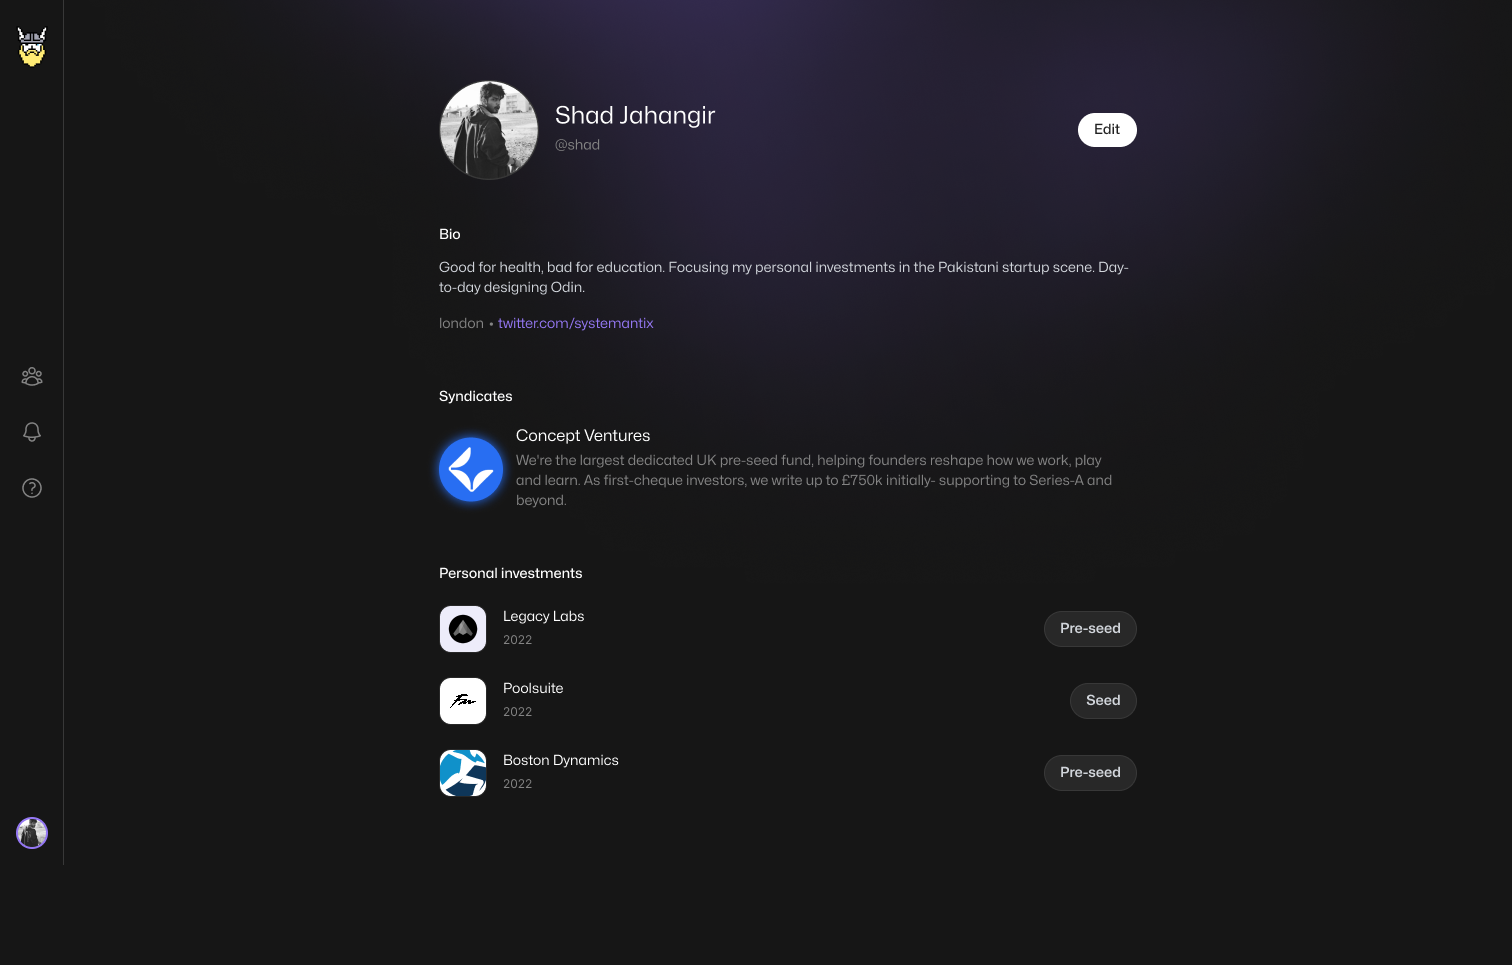 Shad Jahangir
@shad
Edit
Bio
Good for health, bad for education. Focusing my personal investments in the Pakistani startup scene. Day-
to-day designing Odin.
london • twitter.com/systemantix
Syndicates
Concept Ventures
We're the largest dedicated UK pre-seed fund, helping founders reshape how we work, play
and learn. As first-cheque investors, we write up to £750k initially- supporting to Series-A and
beyond.
Personal investments
Legacy Labs
2022
Pre-seed
Poolsuite
2022
Seed
Boston Dynamics
2022
Pre-seed